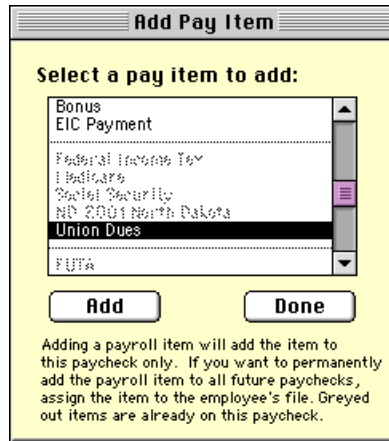 Add Pay Item
Select a pay item to add:
Bonus
EIC Payment
Federal Income Tax
Medicare
Social Security
ND 2001 North Dakota
Union Dues
FUTA
Add
Done
Adding a payroll item will add the item to
this paycheck only. If you want to permanently
add the payroll item to all future paychecks,
assign the item to the employee's file. Greyed
out items are already on this paycheck.